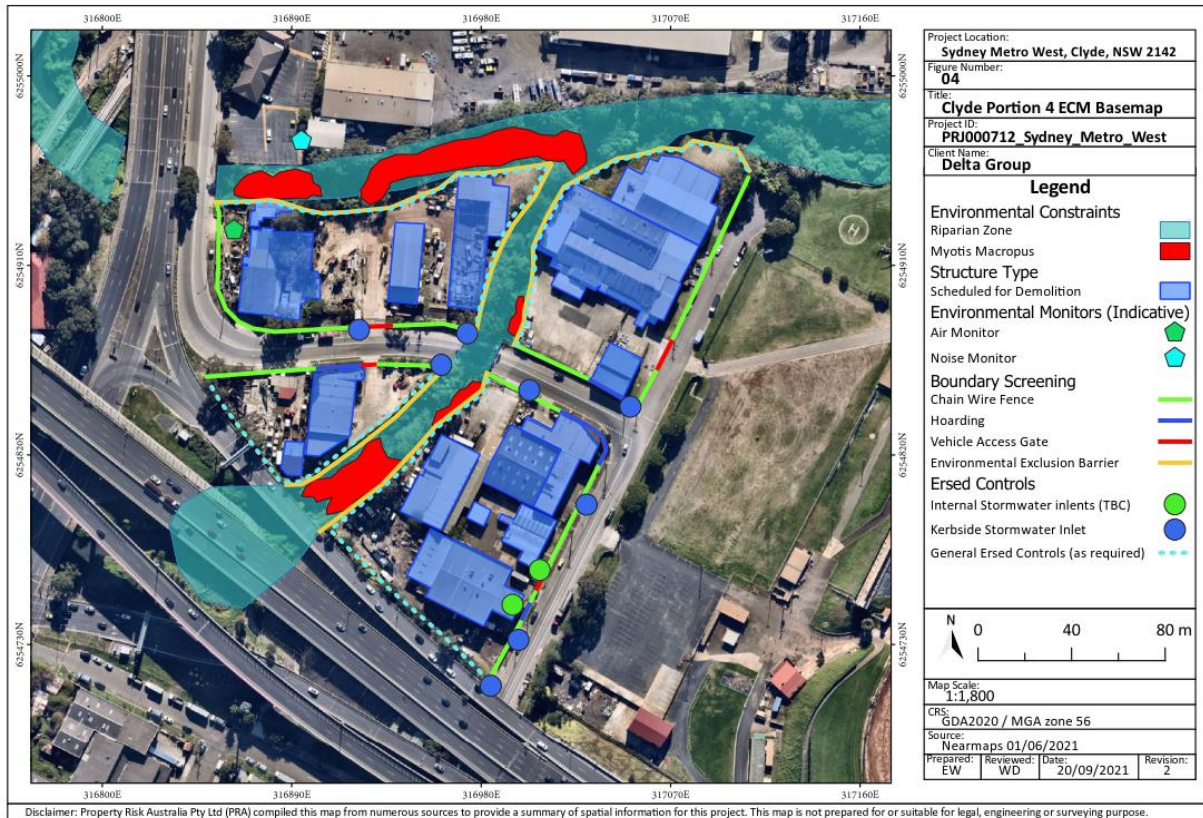 316800E 316890E 316980E 317070E 317160E
6255000N
6254910N
6254820N
6254730N
H
316800E 316890E 316980E 317070E 317160E
Project Location:
Sydney Metro West, Clyde, NSW 2142
Figure Number:
04
Title:
Clyde Portion 4 ECM Basemap
Project ID:
PRJ000712_Sydney_Metro_West
Client Name:
Delta Group
Legend
Environmental Constraints
Riparian Zone
Myotis Macropus
Structure Type
Scheduled for Demolition
Environmental Monitors (Indicative)
Air Monitor
Noise Monitor
Boundary Screening
Chain Wire Fence
Hoarding
Vehicle Access Gate
Environmental Exclusion Barrier
Ersed Controls
Internal Stormwater inlents (TBC)
Kerbside Stormwater Inlet
General Ersed Controls (as required)
N
0 40 80 m
Map Scale:
1:1,800
CRS:
GDA2020 / MGA zone 56
Source:
Nearmaps 01/06/2021
Prepared: Reviewed: Date: Revision:
EW WD 20/09/2021 2
Disclaimer: Property Risk Australia Pty Ltd (PRA) compiled this map from numerous sources to provide a summary of spatial information for this project. This map is not prepared for or suitable for legal, engineering or surveying purpose.